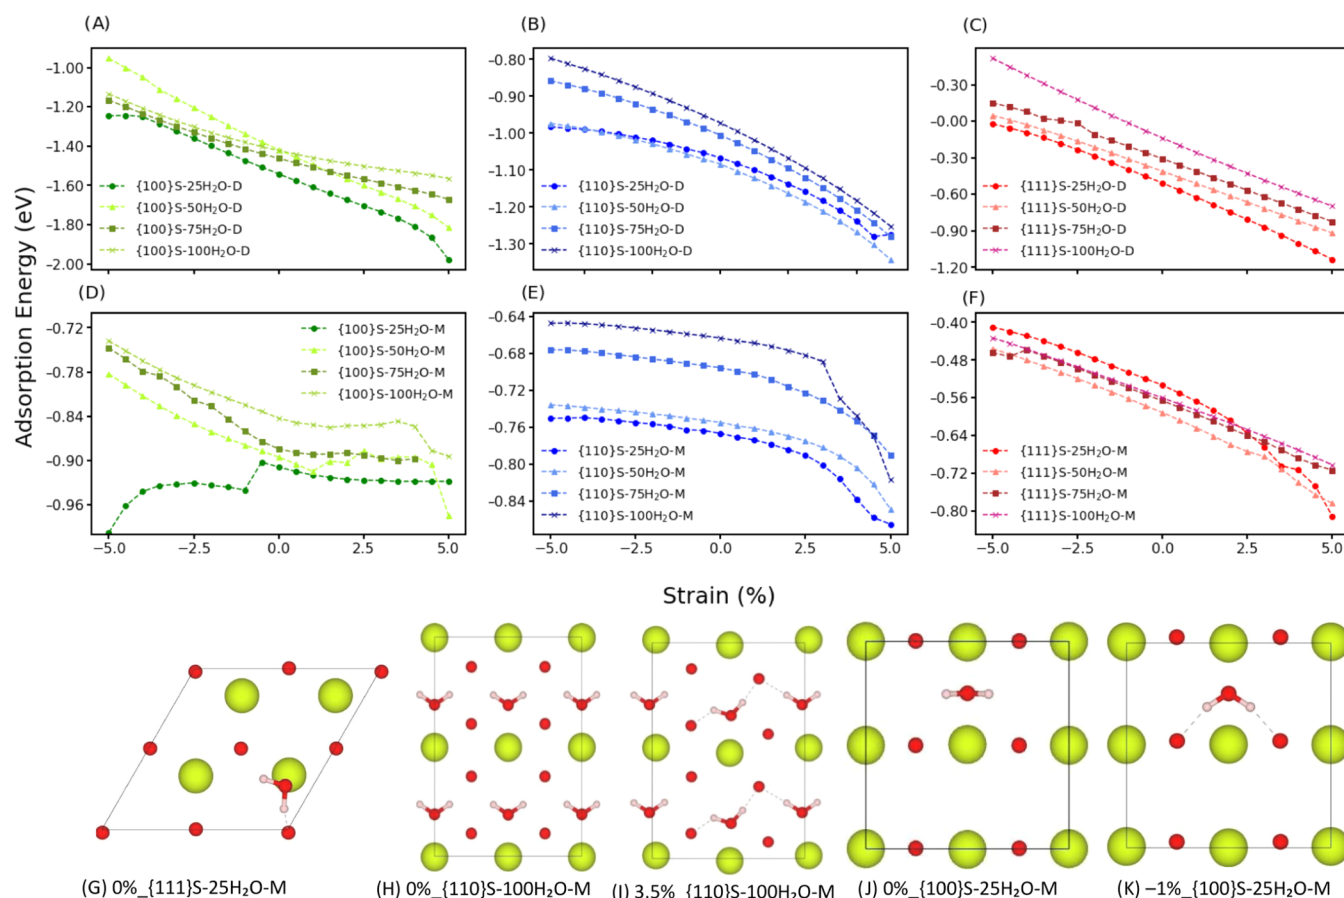 (A)
(B)
(C)
Adsorption Energy (eV)
−1.00
−1.20
−1.40
−1.60
−1.80
−2.00
{100}S-25H₂O-D
{100}S-50H₂O-D
{100}S-75H₂O-D
{100}S-100H₂O-D
−0.80
−0.90
−1.00
−1.10
−1.20
−1.30
{110}S-25H₂O-D
{110}S-50H₂O-D
{110}S-75H₂O-D
{110}S-100H₂O-D
−0.30
−0.00
−0.30
−0.60
−0.90
−1.20
{111}S-25H₂O-D
{111}S-50H₂O-D
{111}S-75H₂O-D
{111}S-100H₂O-D
(D)
(E)
(F)
−0.72
−0.78
−0.84
−0.90
−0.96
{100}S-25H₂O-M
{100}S-50H₂O-M
{100}S-75H₂O-M
{100}S-100H₂O-M
−5.0
−2.5
0.0
2.5
5.0
−0.64
−0.68
−0.72
−0.76
−0.80
−0.84
{110}S-25H₂O-M
{110}S-50H₂O-M
{110}S-75H₂O-M
{110}S-100H₂O-M
−5.0
−2.5
0.0
2.5
5.0
−0.40
−0.48
−0.56
−0.64
−0.72
−0.80
{111}S-25H₂O-M
{111}S-50H₂O-M
{111}S-75H₂O-M
{111}S-100H₂O-M
−5.0
−2.5
0.0
2.5
5.0
Strain (%)
(G) 0%_{111}S-25H₂O-M
(H) 0%_{110}S-100H₂O-M
(I) 3.5%_{110}S-100H₂O-M
(J) 0%_{100}S-25H₂O-M
(K) −1%_{100}S-25H₂O-M